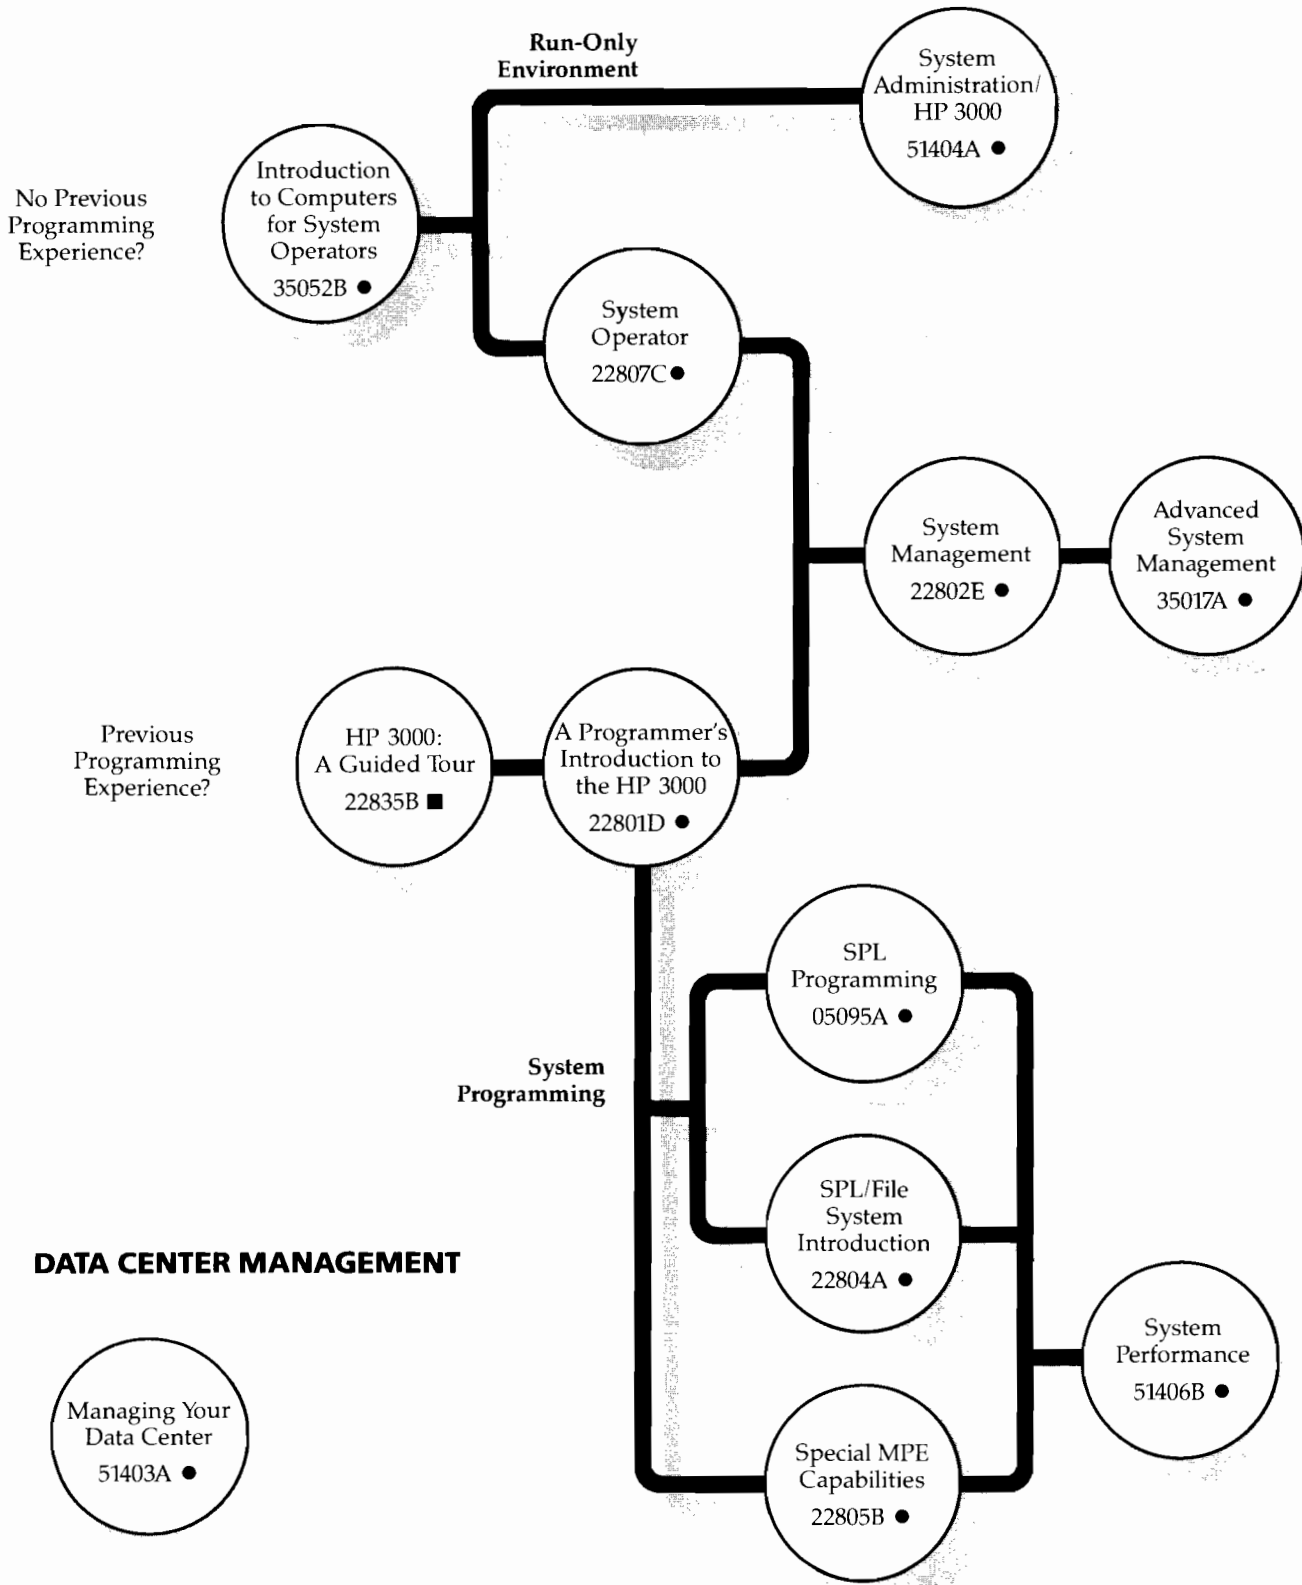 Run-Only
Environment
System
Administration/
HP 3000
51404A ●
No Previous
Programming
Experience?
Introduction
to Computers
for System
Operators
35052B ●
System
Operator
22807C ●
System
Management
22802E ●
Advanced
System
Management
35017A ●
Previous
Programming
Experience?
HP 3000:
A Guided Tour
22835B ■
A Programmer's
Introduction to
the HP 3000
22801D ●
SPL
Programming
05095A ●
System
Programming
SPL/File
System
Introduction
22804A ●
DATA CENTER MANAGEMENT
System
Performance
51406B ●
Managing Your
Data Center
51403A ●
Special MPE
Capabilities
22805B ●